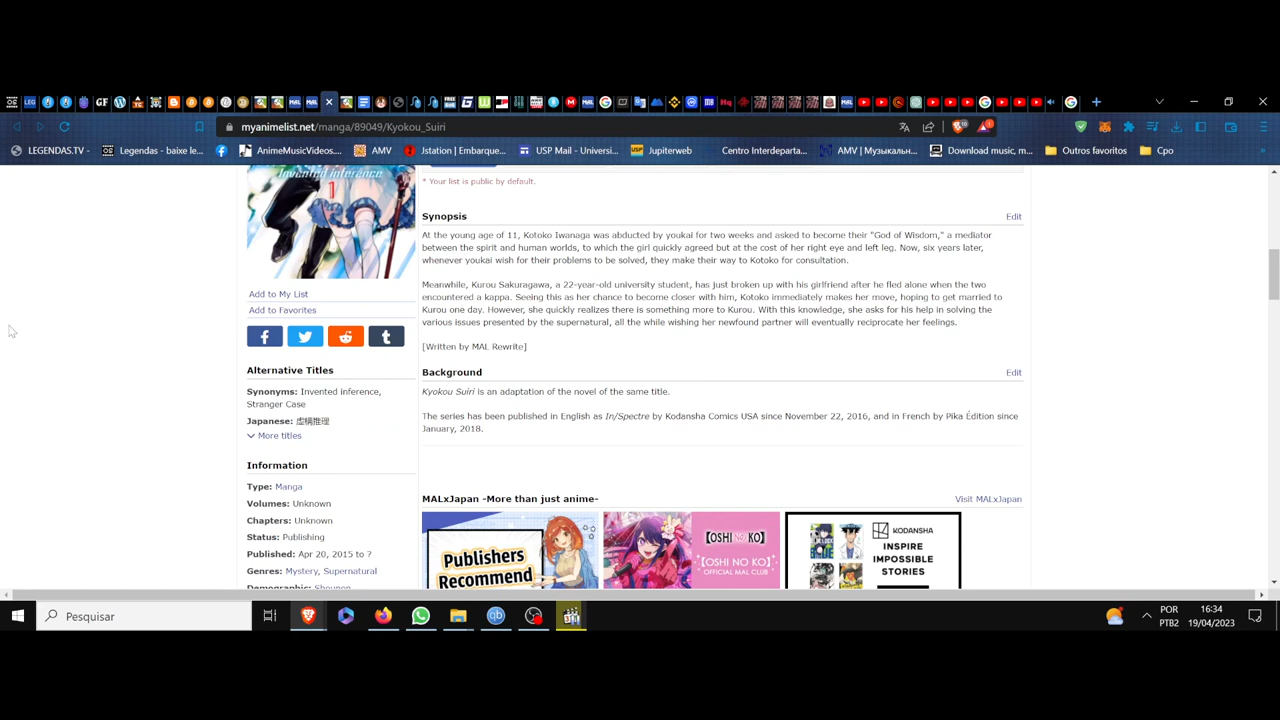 myanimelist.net/manga/89049/Kyokou_Suiri
LEGENDAS.TV -
Legendas - baixe le...
AnimeMusicVideos....
AMV
Jstation | Embarque...
USP Mail - Universi...
Jupiterweb
Centro Interdeparta...
AMV | Музыкальн...
Download music, m...
Outros favoritos
Cpo
Invented inference
1
* Your list is public by default.
Synopsis
Edit
At the young age of 11, Kotoko Iwanaga was abducted by youkai for two weeks and asked to become their "God of Wisdom," a mediator
between the spirit and human worlds, to which the girl quickly agreed but at the cost of her right eye and left leg. Now, six years later,
whenever youkai wish for their problems to be solved, they make their way to Kotoko for consultation.
Meanwhile, Kurou Sakuragawa, a 22-year-old university student, has just broken up with his girlfriend after he fled alone when the two
encountered a kappa. Seeing this as her chance to become closer with him, Kotoko immediately makes her move, hoping to get married to
Kurou one day. However, she quickly realizes there is something more to Kurou. With this knowledge, she asks for his help in solving the
various issues presented by the supernatural, all the while wishing her newfound partner will eventually reciprocate her feelings.
[Written by MAL Rewrite]
Background
Edit
Kyokou Suiri is an adaptation of the novel of the same title.
The series has been published in English as In/Spectre by Kodansha Comics USA since November 22, 2016, and in French by Pika Édition since
January, 2018.
Add to My List
Add to Favorites
Alternative Titles
Synonyms: Invented inference,
Stranger Case
Japanese: 虚構推理
More titles
Information
Type: Manga
Volumes: Unknown
Chapters: Unknown
Status: Publishing
Published: Apr 20, 2015 to ?
Genres: Mystery, Supernatural
Demographic: Shounen
MALxJapan -More than just anime-
Visit MALxJapan
Publishers
Recommend
[OSHI NO KO]
[OSHI NO KO]
OFFICIAL MAL CLUB
KODANSHA
INSPIRE
IMPOSSIBLE
STORIES
Pesquisar
POR
PTB2
16:34
19/04/2023